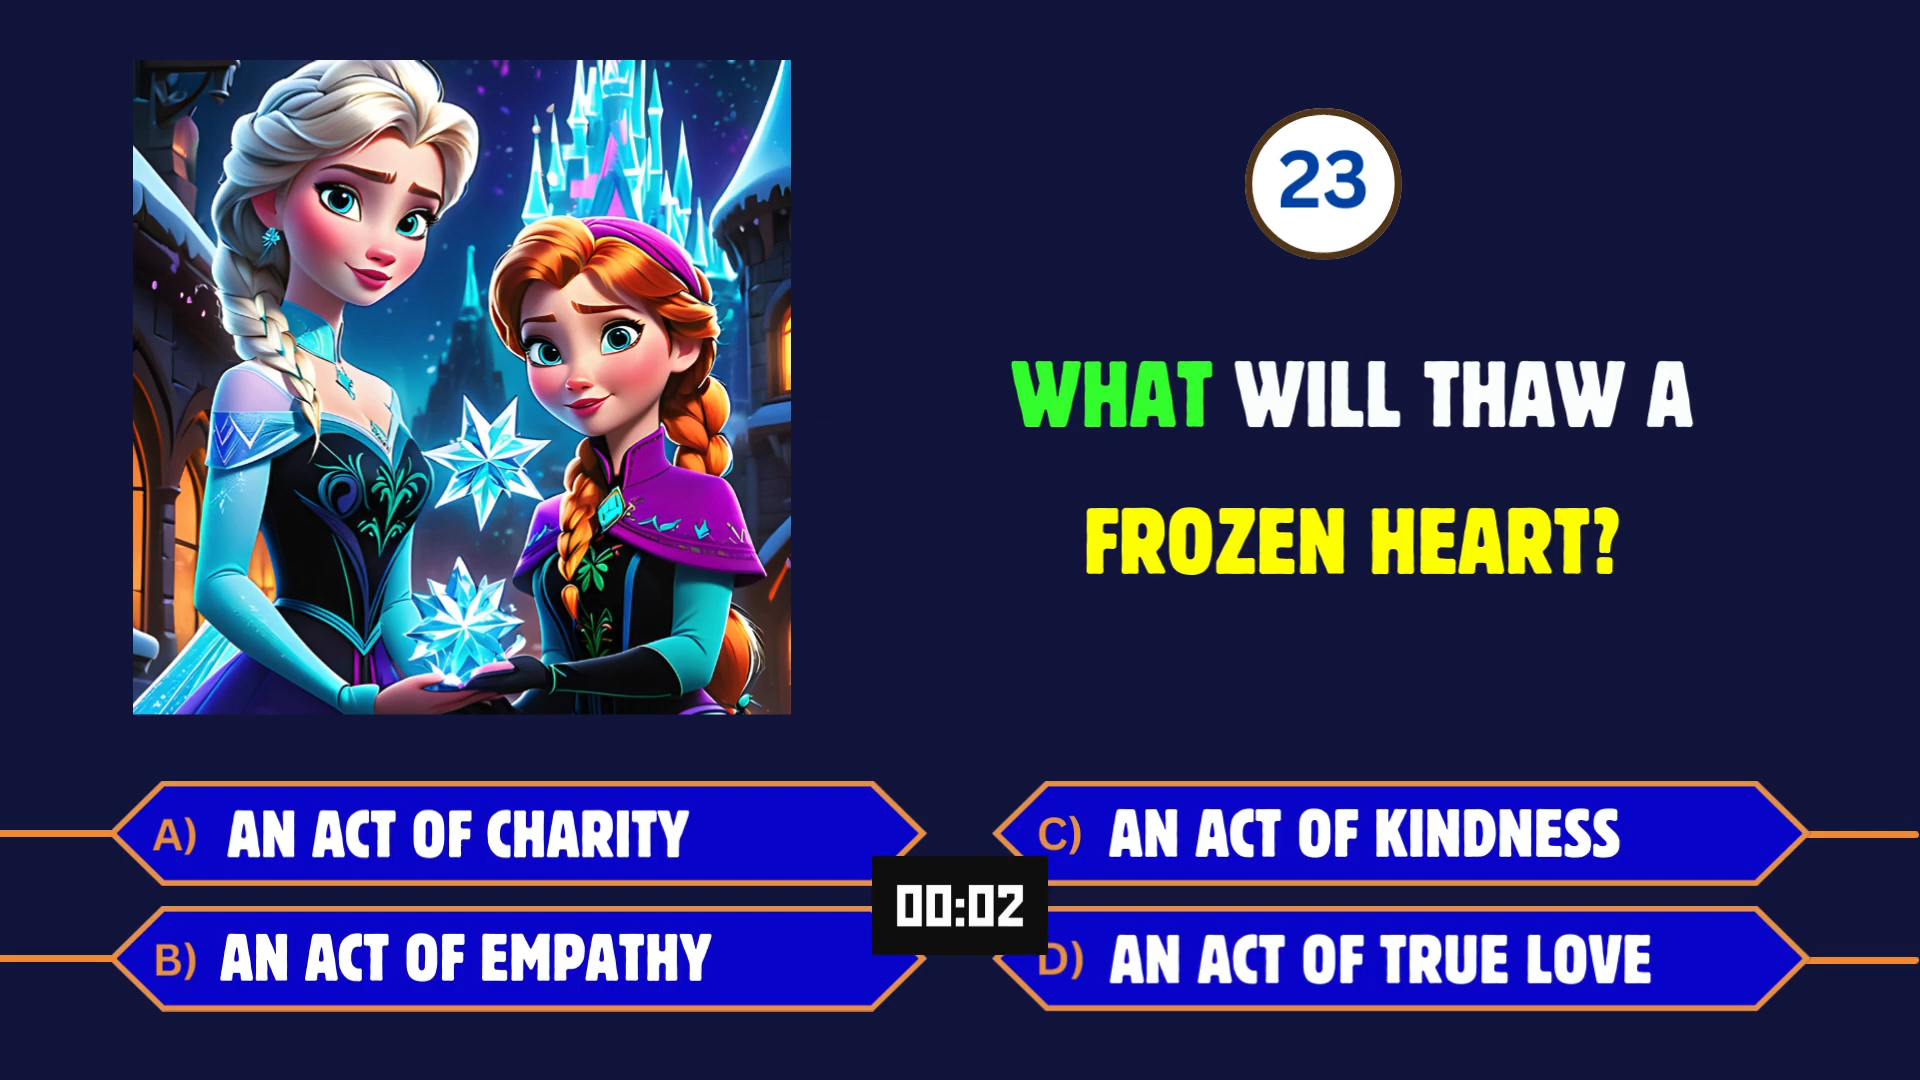 23
WHAT WILL THAW A
FROZEN HEART?
A) AN ACT OF CHARITY
B) AN ACT OF EMPATHY
C) AN ACT OF KINDNESS
D) AN ACT OF TRUE LOVE
00:02